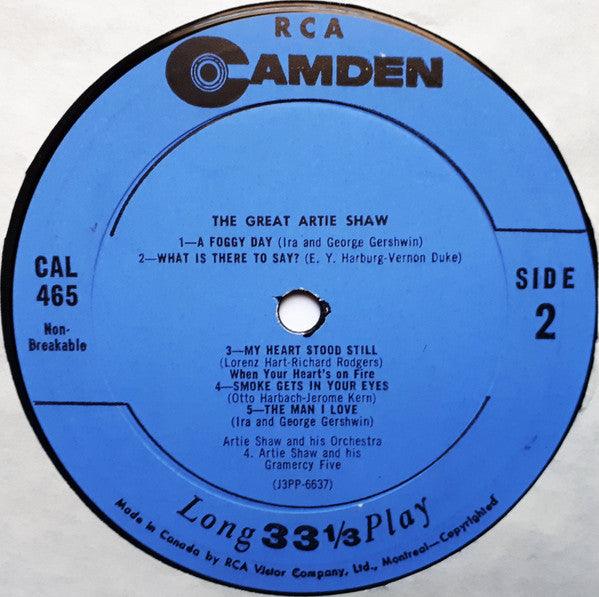 RCA
CAMDEN
THE GREAT ARTIE SHAW
1—A FOGGY DAY (Ira and George Gershwin)
2—WHAT IS THERE TO SAY? (E. Y. Harburg-Vernon Duke)
CAL
465
Non-
Breakable
SIDE
2
3—MY HEART STOOD STILL
(Lorenz Hart-Richard Rodgers)
When Your Heart's on Fire
4—SMOKE GETS IN YOUR EYES
(Otto Harbach-Jerome Kern)
5—THE MAN I LOVE
(Ira and George Gershwin)
Artie Shaw and his Orchestra
4. Artie Shaw and his
Gramercy Five
(J3PP-6637)
Long 33 1/3 Play
Made in Canada by RCA Victor Company, Ltd., Montreal—Copyrighted